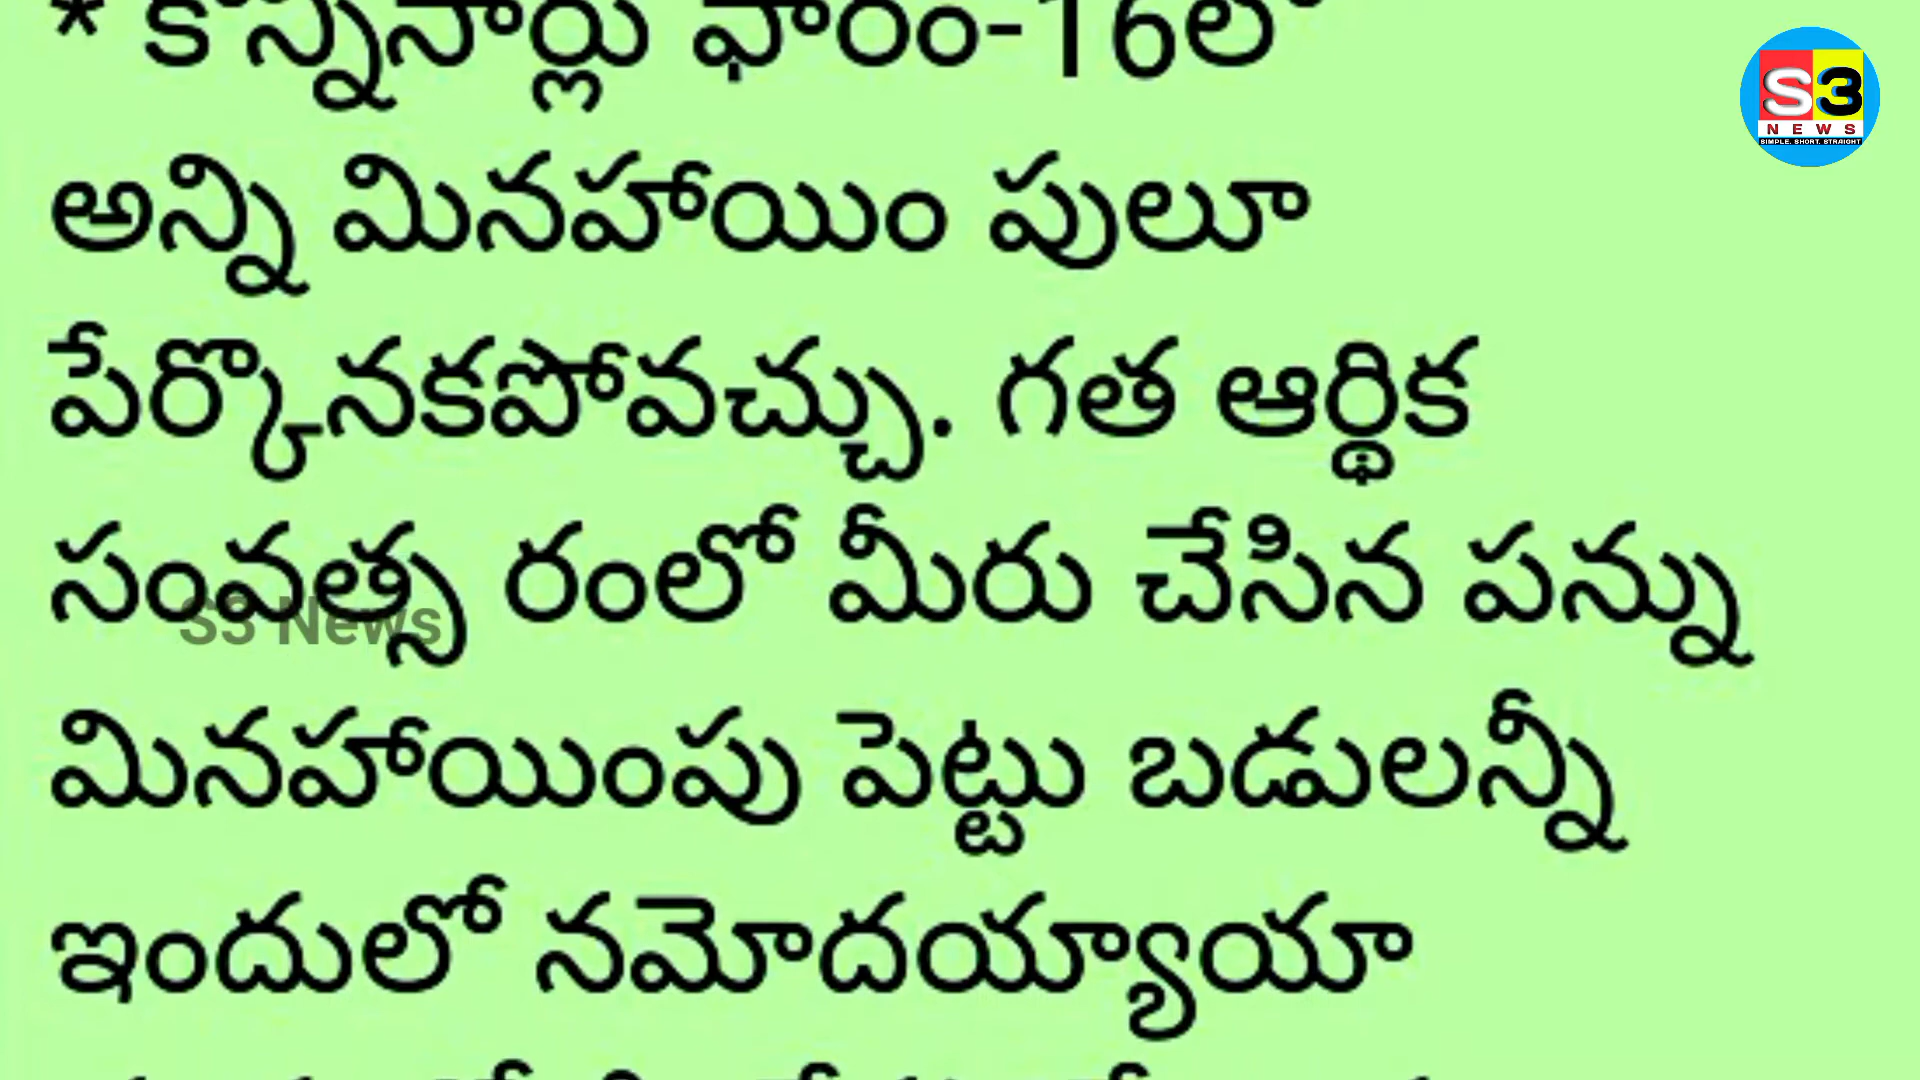 * కొన్నిసార్లు ఫారం-16లో
అన్ని మినహాయిం పులూ
పేర్కొనకపోవచ్చు. గత ఆర్థిక
సంవత్స రంలో మీరు చేసిన పన్ను
మినహాయింపు పెట్టు బడులన్నీ
ఇందులో నమోదయ్యాయా
S3 News
S3
NEWS
SIMPLE. SHORT. STRAIGHT